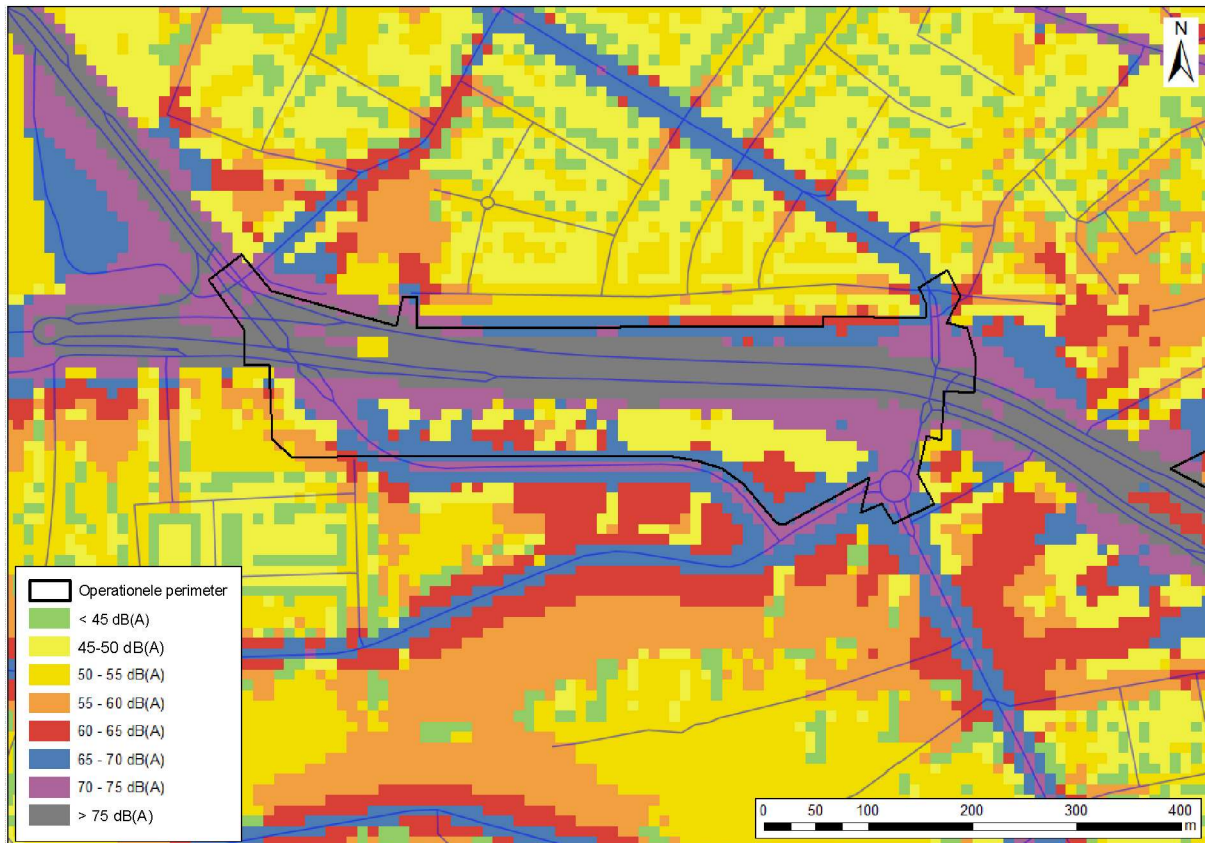 N
Operationele perimeter
< 45 dB(A)
45-50 dB(A)
50 - 55 dB(A)
55 - 60 dB(A)
60 - 65 dB(A)
65 - 70 dB(A)
70 - 75 dB(A)
> 75 dB(A)
0 50 100 200 300 400
m